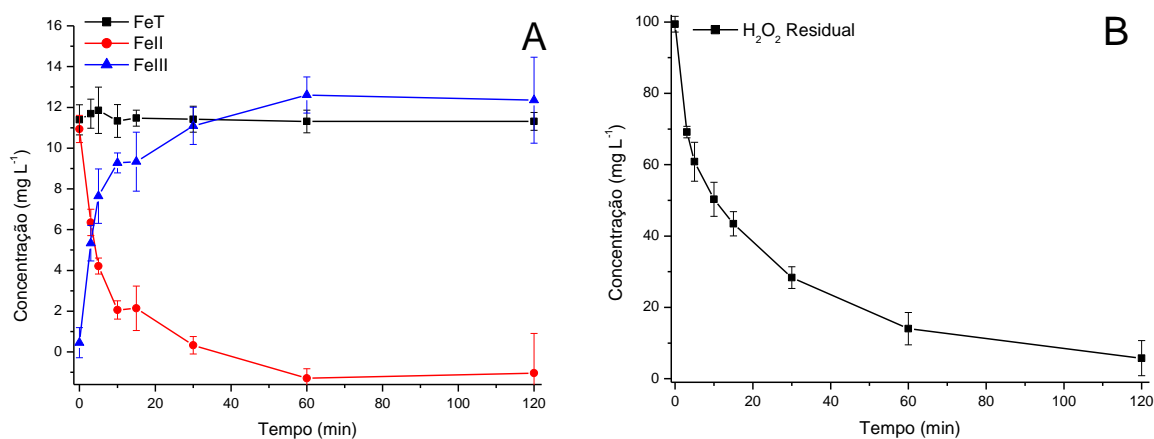 FeT
FeII
FeIII
A
16
14
12
10
8
6
4
2
0
Concentração (mg L⁻¹)
0
20
40
60
80
100
120
Tempo (min)
H₂O₂ Residual
B
100
80
60
40
20
0
Concentração (mg L⁻¹)
0
20
40
60
80
100
120
Tempo (min)